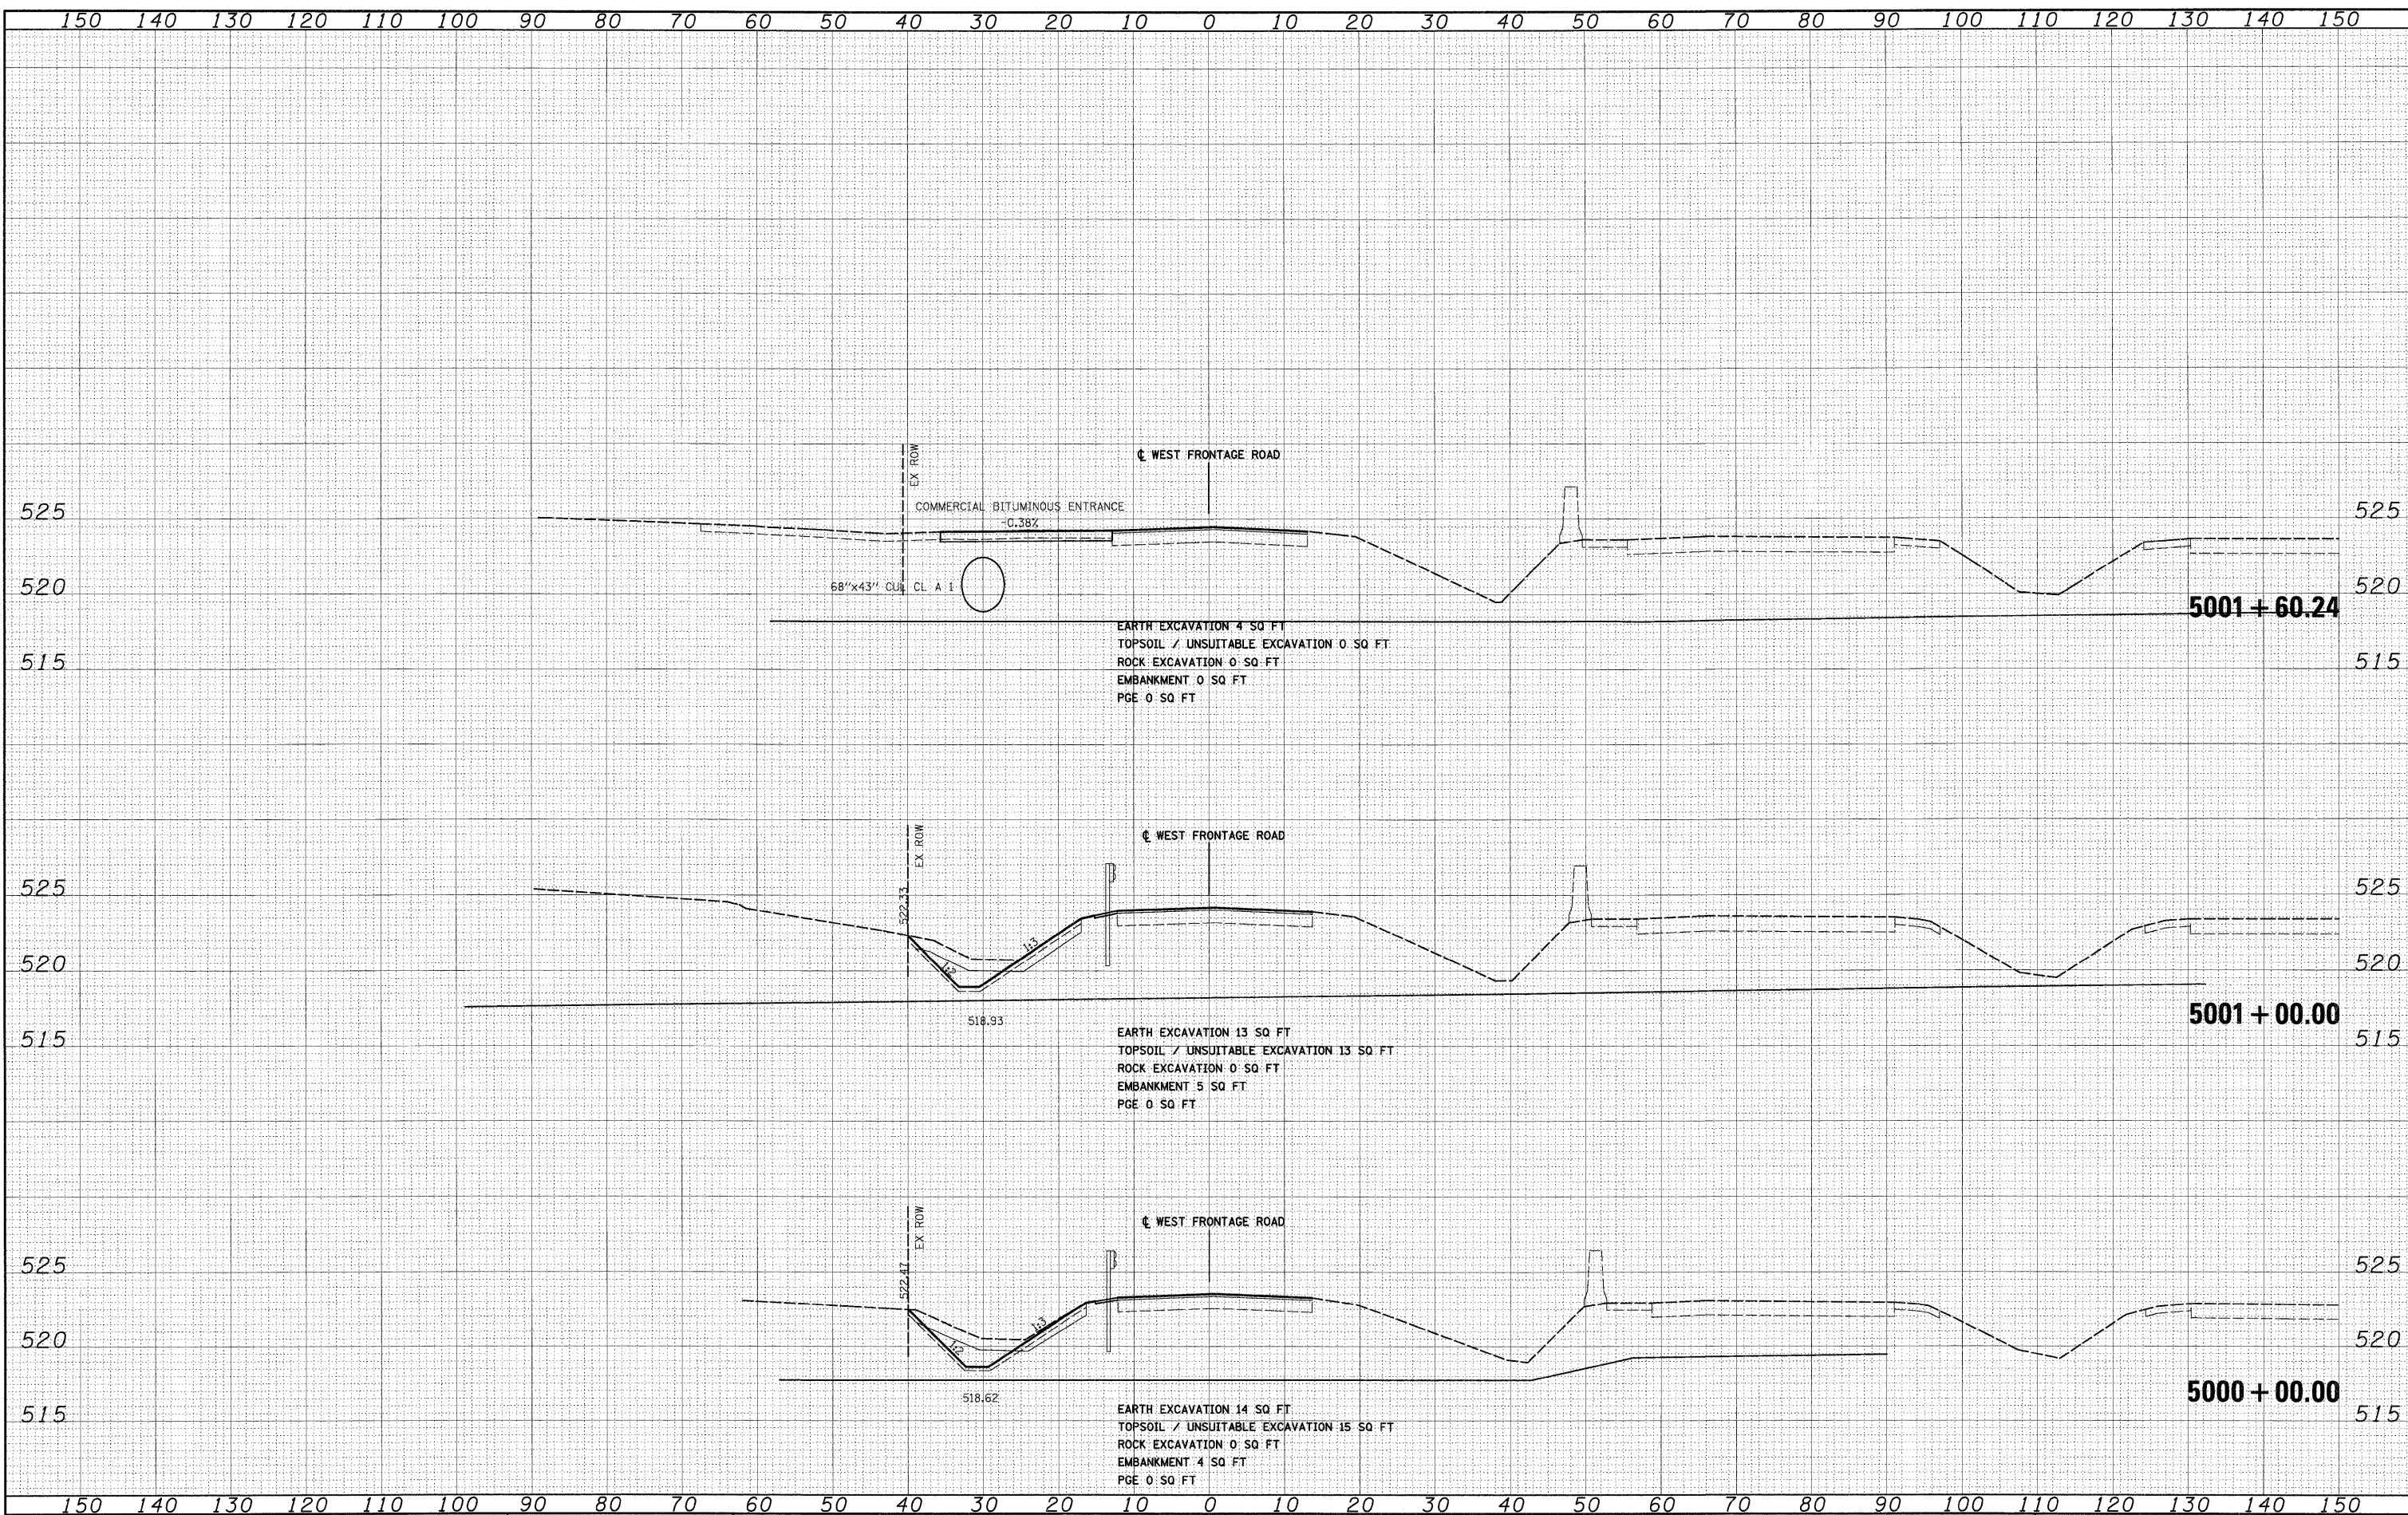 150 140 130 120 110 100 90 80 70 60 50 40 30 20 10 0 10 20 30 40 50 60 70 80 90 100 110 120 130 140 150
EX ROW
℄ WEST FRONTAGE ROAD
COMMERCIAL BITUMINOUS ENTRANCE
-0.38%
525 525
68"x43" CUL CL A 1
520 520
5001+60.24
EARTH EXCAVATION 4 SQ FT
TOPSOIL / UNSUITABLE EXCAVATION 0 SQ FT
515 515
ROCK EXCAVATION 0 SQ FT
EMBANKMENT 0 SQ FT
PGE 0 SQ FT
EX ROW
℄ WEST FRONTAGE ROAD
525 525
522.33
1:3
1:2
520 520
5001+00.00
518.93
EARTH EXCAVATION 13 SQ FT
515 515
TOPSOIL / UNSUITABLE EXCAVATION 13 SQ FT
ROCK EXCAVATION 0 SQ FT
EMBANKMENT 5 SQ FT
PGE 0 SQ FT
EX ROW
℄ WEST FRONTAGE ROAD
525 525
522.47
1:3
1:2
520 520
5000+00.00
518.62
EARTH EXCAVATION 14 SQ FT
515 515
TOPSOIL / UNSUITABLE EXCAVATION 15 SQ FT
ROCK EXCAVATION 0 SQ FT
EMBANKMENT 4 SQ FT
PGE 0 SQ FT
150 140 130 120 110 100 90 80 70 60 50 40 30 20 10 0 10 20 30 40 50 60 70 80 90 100 110 120 130 140 150